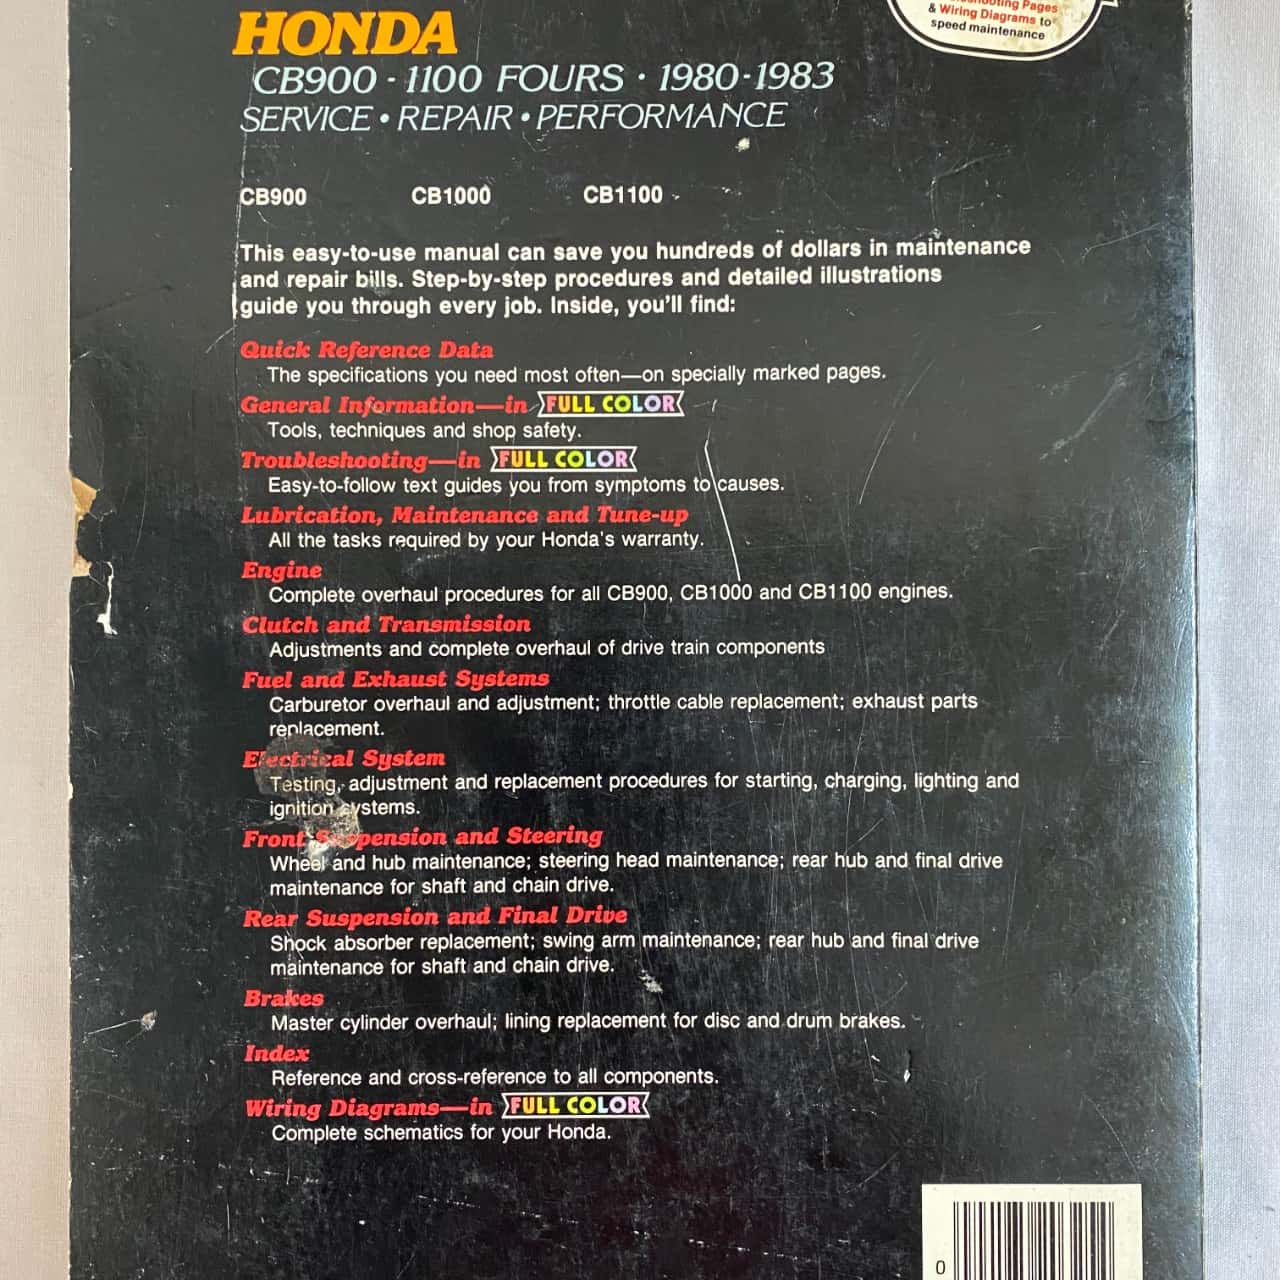 Pages
& Wiring Diagrams to
speed maintenance
HONDA
CB900 - 1100 FOURS • 1980-1983
SERVICE • REPAIR • PERFORMANCE
CB900 CB1000 CB1100
This easy-to-use manual can save you hundreds of dollars in maintenance
and repair bills. Step-by-step procedures and detailed illustrations
guide you through every job. Inside, you'll find:
Quick Reference Data
The specifications you need most often—on specially marked pages.
General Information—in FULL COLOR
Tools, techniques and shop safety.
Troubleshooting—in FULL COLOR
Easy-to-follow text guides you from symptoms to causes.
Lubrication, Maintenance and Tune-up
All the tasks required by your Honda's warranty.
Engine
Complete overhaul procedures for all CB900, CB1000 and CB1100 engines.
Clutch and Transmission
Adjustments and complete overhaul of drive train components
Fuel and Exhaust Systems
Carburetor overhaul and adjustment; throttle cable replacement; exhaust parts
replacement.
Electrical System
Testing, adjustment and replacement procedures for starting, charging, lighting and
ignition systems.
Front Suspension and Steering
Wheel and hub maintenance; steering head maintenance; rear hub and final drive
maintenance for shaft and chain drive.
Rear Suspension and Final Drive
Shock absorber replacement; swing arm maintenance; rear hub and final drive
maintenance for shaft and chain drive.
Brakes
Master cylinder overhaul; lining replacement for disc and drum brakes.
Index
Reference and cross-reference to all components.
Wiring Diagrams—in FULL COLOR
Complete schematics for your Honda.
0